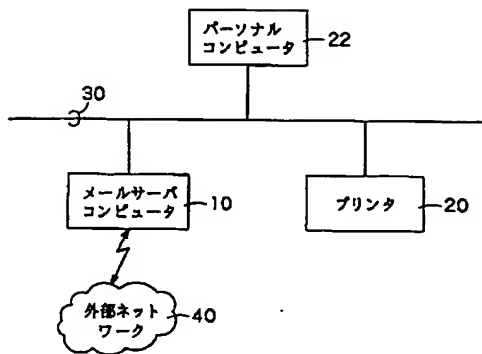 パーソナル
コンピュータ
22
30
メールサーバ
コンピュータ
10
プリンタ
20
外部ネット
ワーク
40